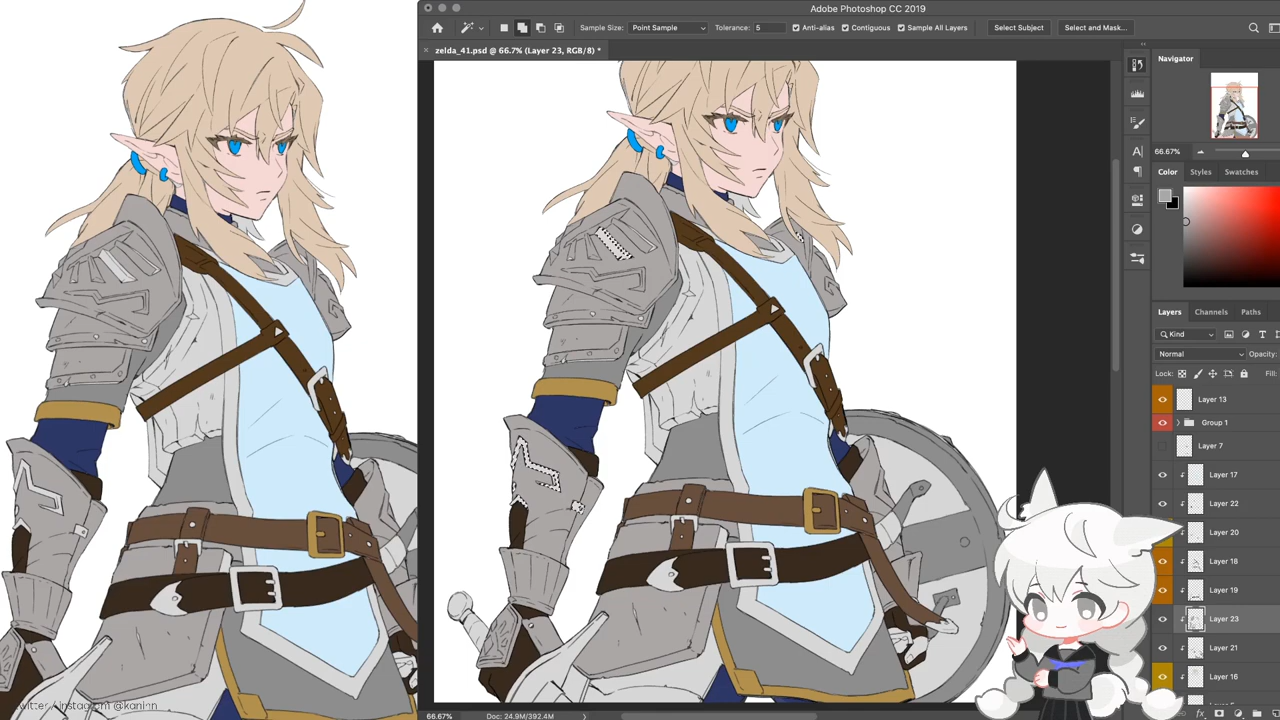 Adobe Photoshop CC 2019
Sample Size: Point Sample Tolerance: 5 Anti-alias Contiguous Sample All Layers Select Subject Select and Mask...
zelda_41.psd @ 66.7% (Layer 23, RGB/8) *
Navigator
66.67%
Color Styles Swatches
Layers Channels Paths
Kind
Normal Opacity:
Lock: Fill:
Layer 13
Group 1
Layer 7
Layer 17
Layer 22
Layer 20
Layer 18
Layer 19
Layer 23
Layer 21
Layer 16
66.67% Doc: 24.9M/392.4M